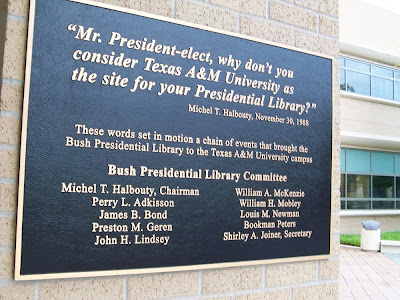 "Mr. President-elect, why don't you
consider Texas A&M University as
the site for your Presidential Library?"
Michel T. Halbouty, November 30, 1988
These words set in motion a chain of events that brought the
Bush Presidential Library to the Texas A&M University campus
Bush Presidential Library Committee
Michel T. Halbouty, Chairman
Perry L. Adkisson
James B. Bond
Preston M. Geren
John H. Lindsey
William A. McKenzie
William H. Mobley
Louis M. Newman
Bookman Peters
Shirley A. Joiner, Secretary